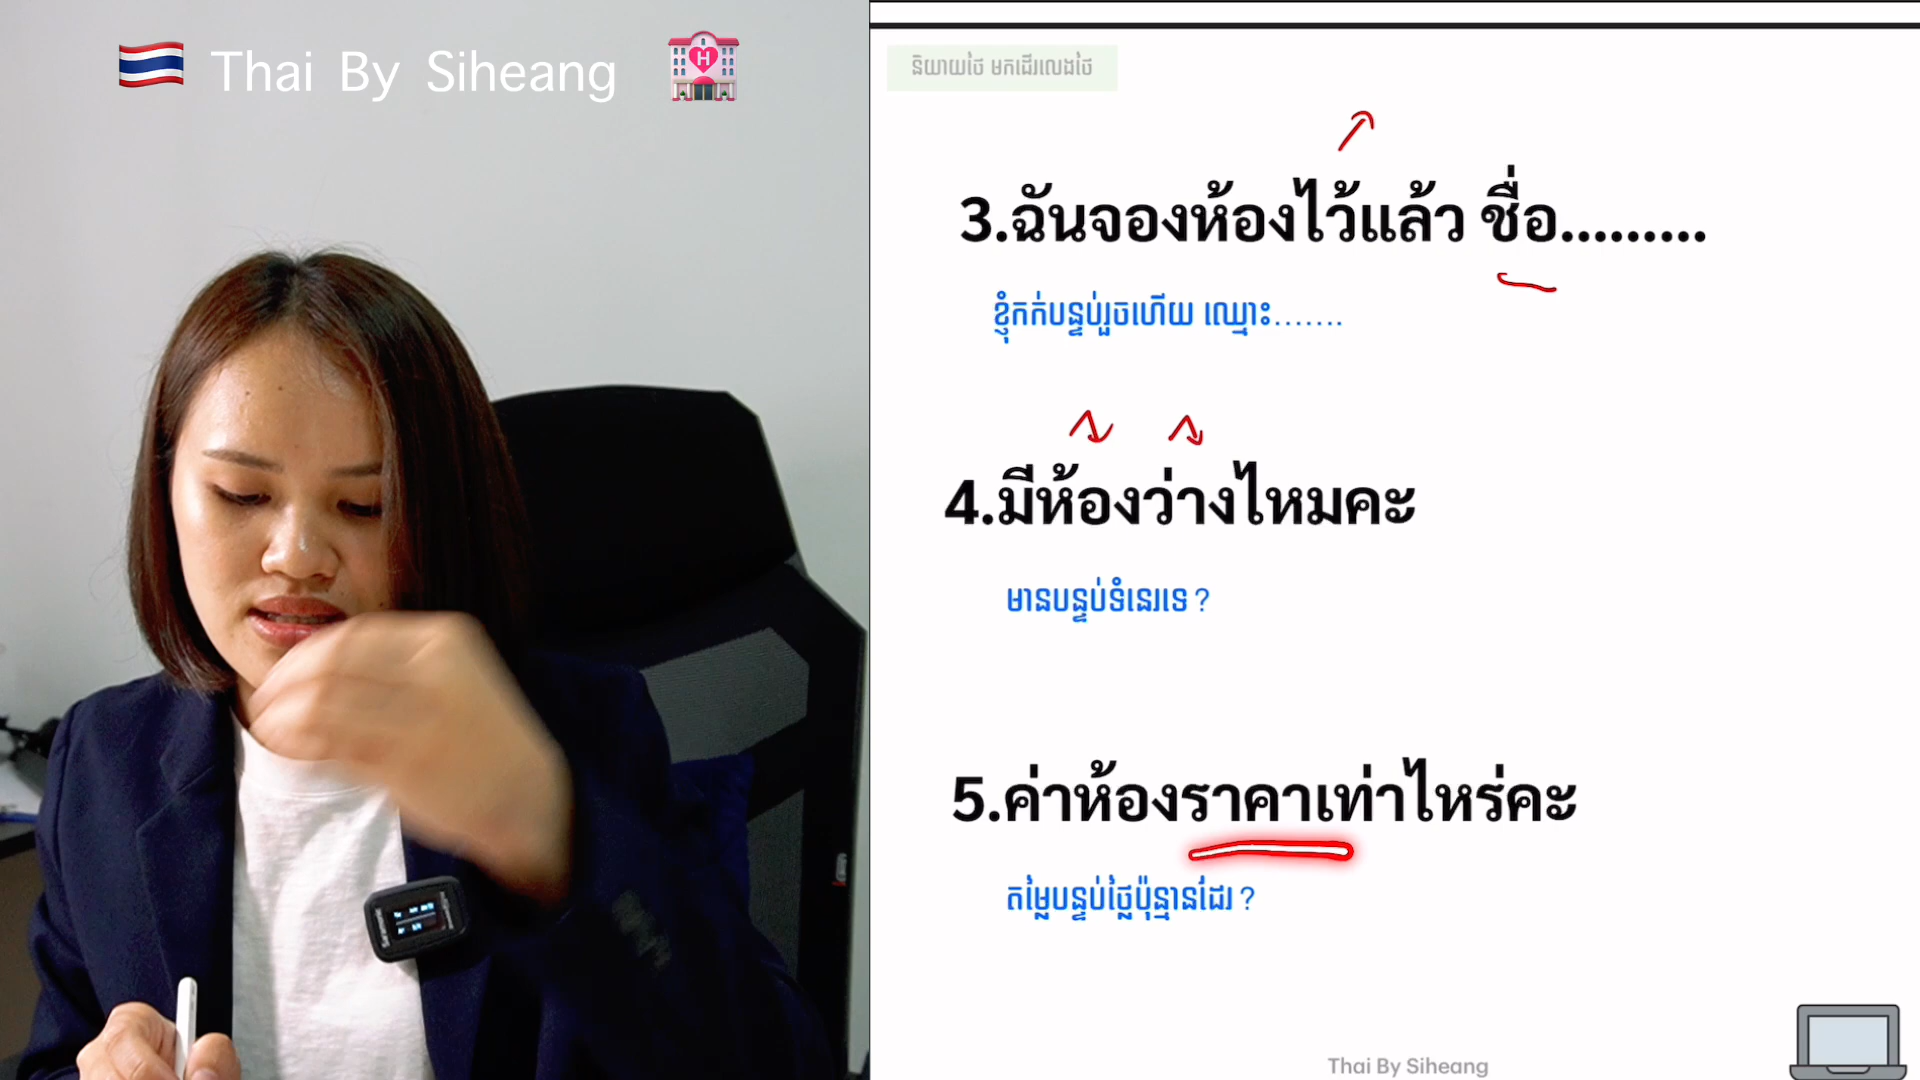 Thai By Siheang
និយាយថៃ មកដើរលេងថៃ
3.ฉันจองห้องไว้แล้ว ชื่อ.........
ខ្ញុំកក់បន្ទប់រួចហើយ ឈ្មោះ.......
4.มีห้องว่างไหมคะ
មានបន្ទប់ទំនេរទេ ?
5.ค่าห้องราคาเท่าไหร่คะ
តម្លៃបន្ទប់ថ្លៃប៉ុន្មានដែរ ?
Thai By Siheang